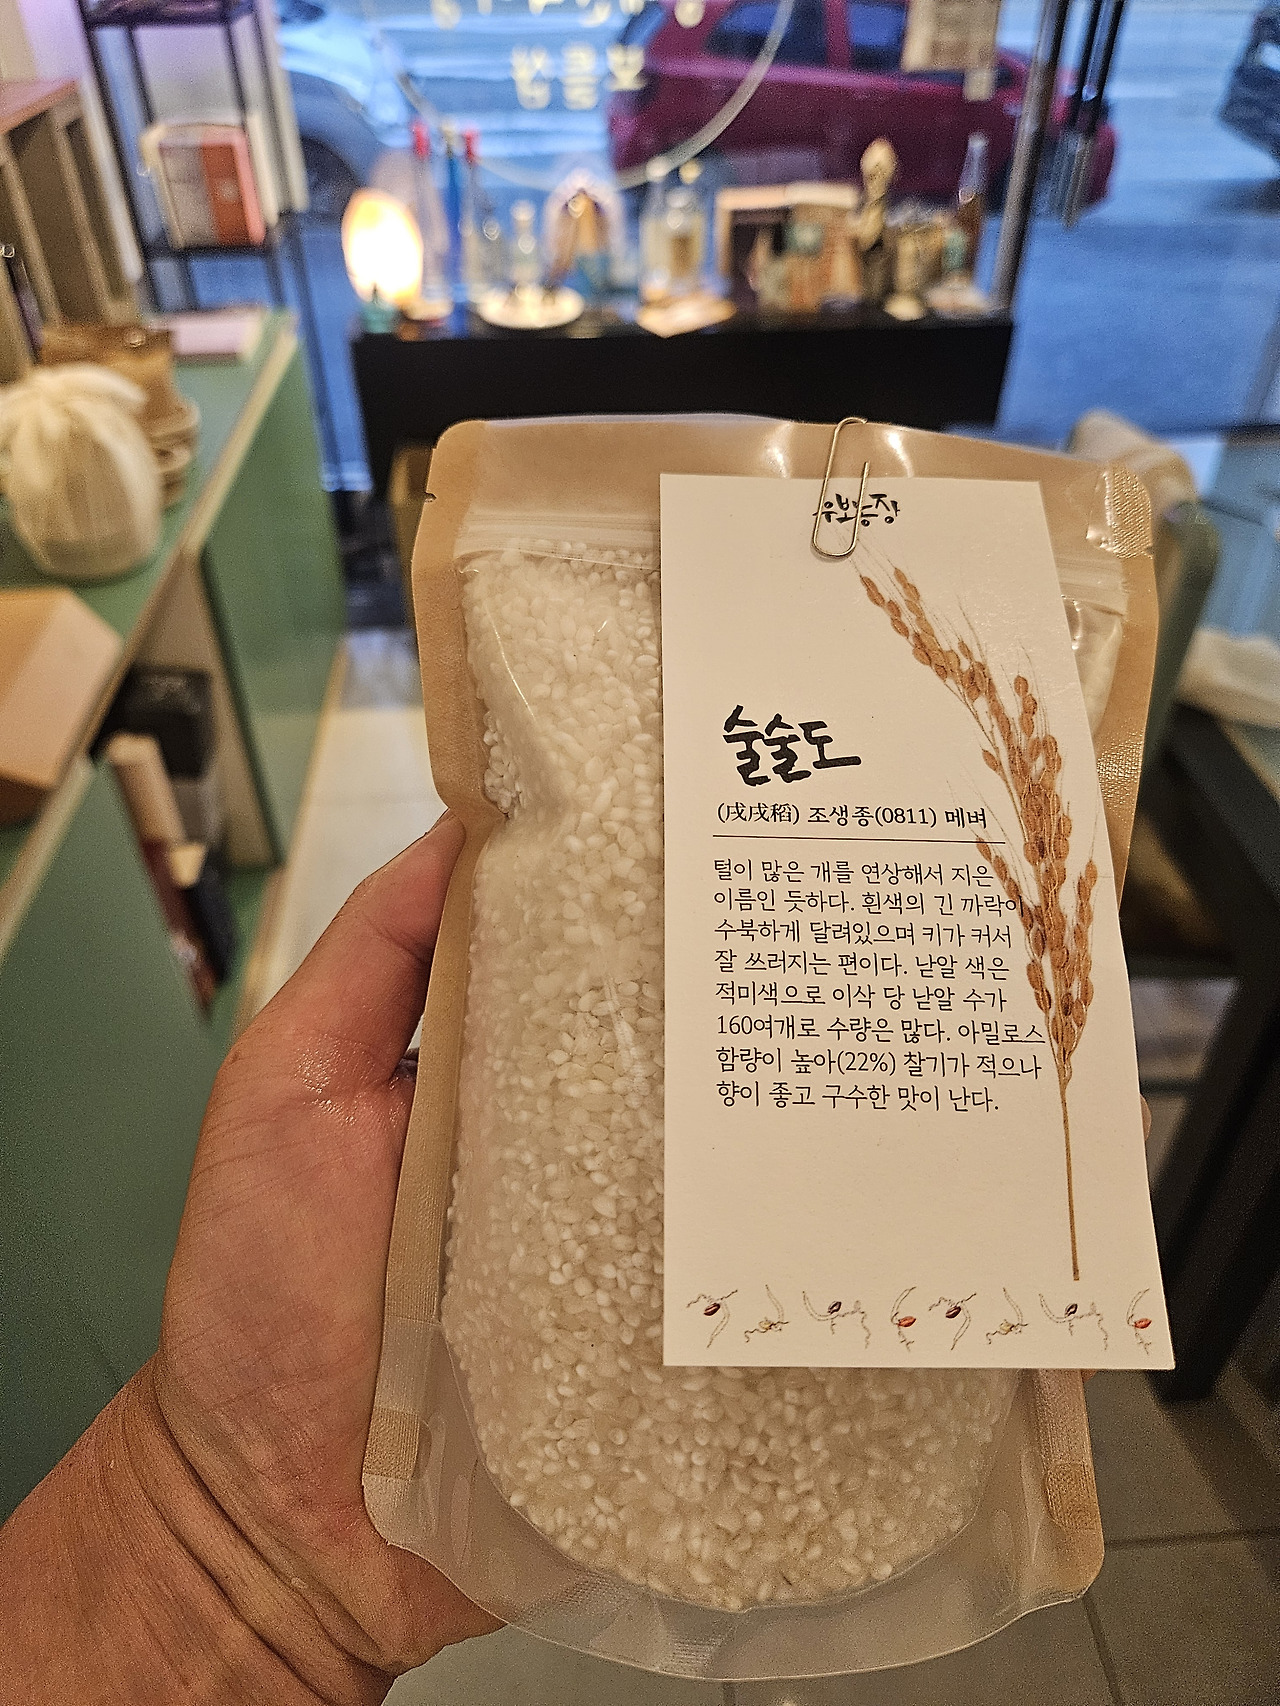 우보농장
술술도
(戌戌稻) 조생종(0811) 메벼
털이 많은 개를 연상해서 지은
이름인 듯하다. 흰색의 긴 까락이
수북하게 달려있으며 키가 커서
잘 쓰러지는 편이다. 낟알 색은
적미색으로 이삭 당 낟알 수가
160여개로 수량은 많다. 아밀로스
함량이 높아(22%) 찰기가 적으나
향이 좋고 구수한 맛이 난다.